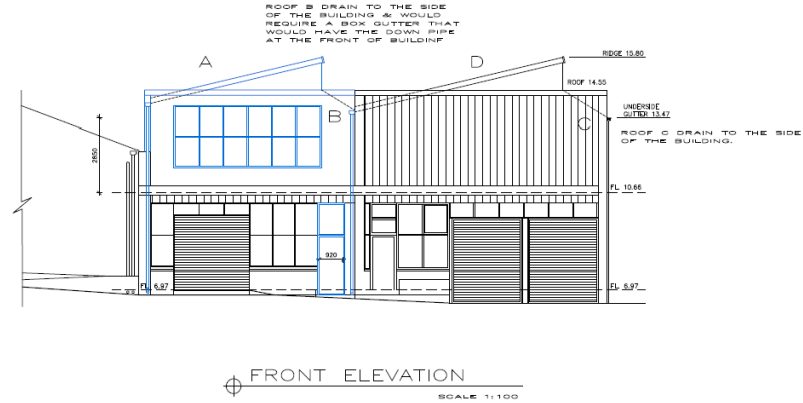 ROOF B DRAIN TO THE SIDE
OF THE BUILDING & WOULD
REQUIRE A BOX GUTTER THAT
WOULD HAVE THE DOWN PIPE
AT THE FRONT OF BUILDINF
A
D
RIDGE 15.80
ROOF 14.55
B
C
UNDERSIDE
GUTTER 13.47
ROOF C DRAIN TO THE SIDE
OF THE BUILDING.
2850
FL 10.66
920
FL 6.97
FL 6.97
FRONT ELEVATION
SCALE 1:100